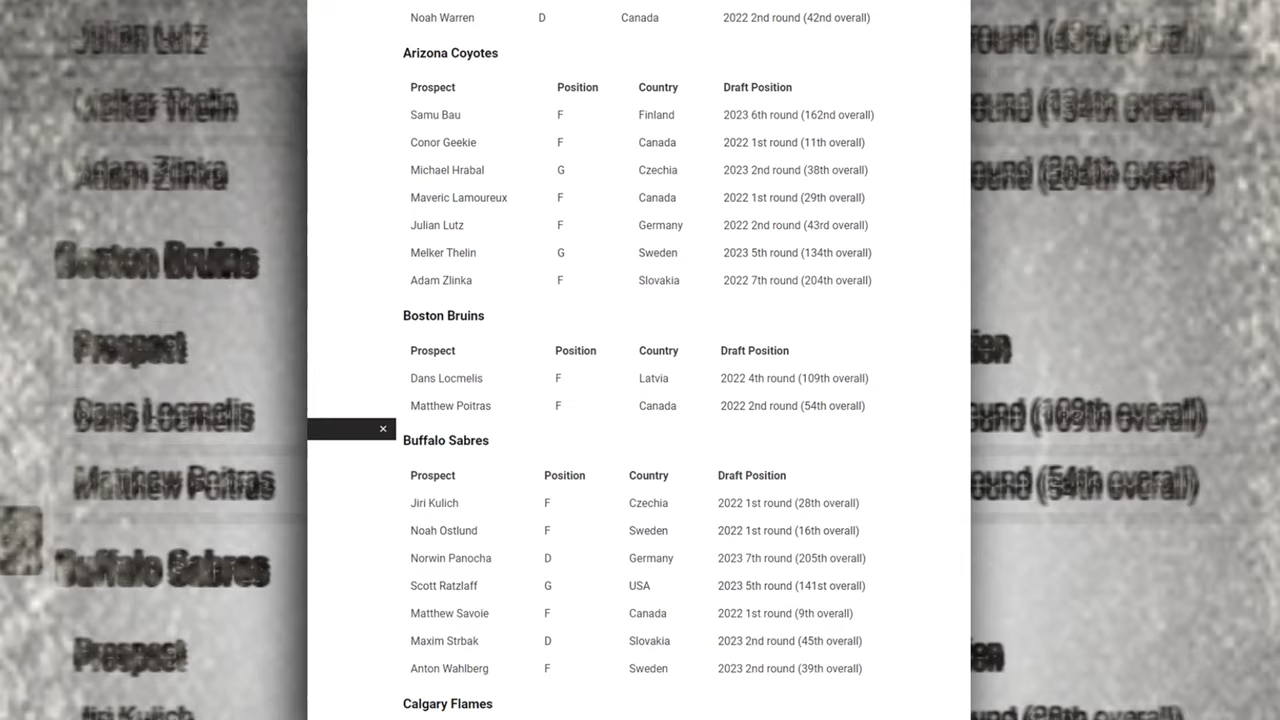 Noah Warren D Canada 2022 2nd round (42nd overall)
Arizona Coyotes
Prospect Position Country Draft Position
Samu Bau F Finland 2023 6th round (162nd overall)
Conor Geekie F Canada 2022 1st round (11th overall)
Michael Hrabal G Czechia 2023 2nd round (38th overall)
Maveric Lamoureux F Canada 2022 1st round (29th overall)
Julian Lutz F Germany 2022 2nd round (43rd overall)
Melker Thelin G Sweden 2023 5th round (134th overall)
Adam Zlinka F Slovakia 2022 7th round (204th overall)
Boston Bruins
Prospect Position Country Draft Position
Dans Locmelis F Latvia 2022 4th round (109th overall)
Matthew Poitras F Canada 2022 2nd round (54th overall)
Buffalo Sabres
Prospect Position Country Draft Position
Jiri Kulich F Czechia 2022 1st round (28th overall)
Noah Ostlund F Sweden 2022 1st round (16th overall)
Norwin Panocha D Germany 2023 7th round (205th overall)
Scott Ratzlaff G USA 2023 5th round (141st overall)
Matthew Savoie F Canada 2022 1st round (9th overall)
Maxim Strbak D Slovakia 2023 2nd round (45th overall)
Anton Wahlberg F Sweden 2023 2nd round (39th overall)
Calgary Flames